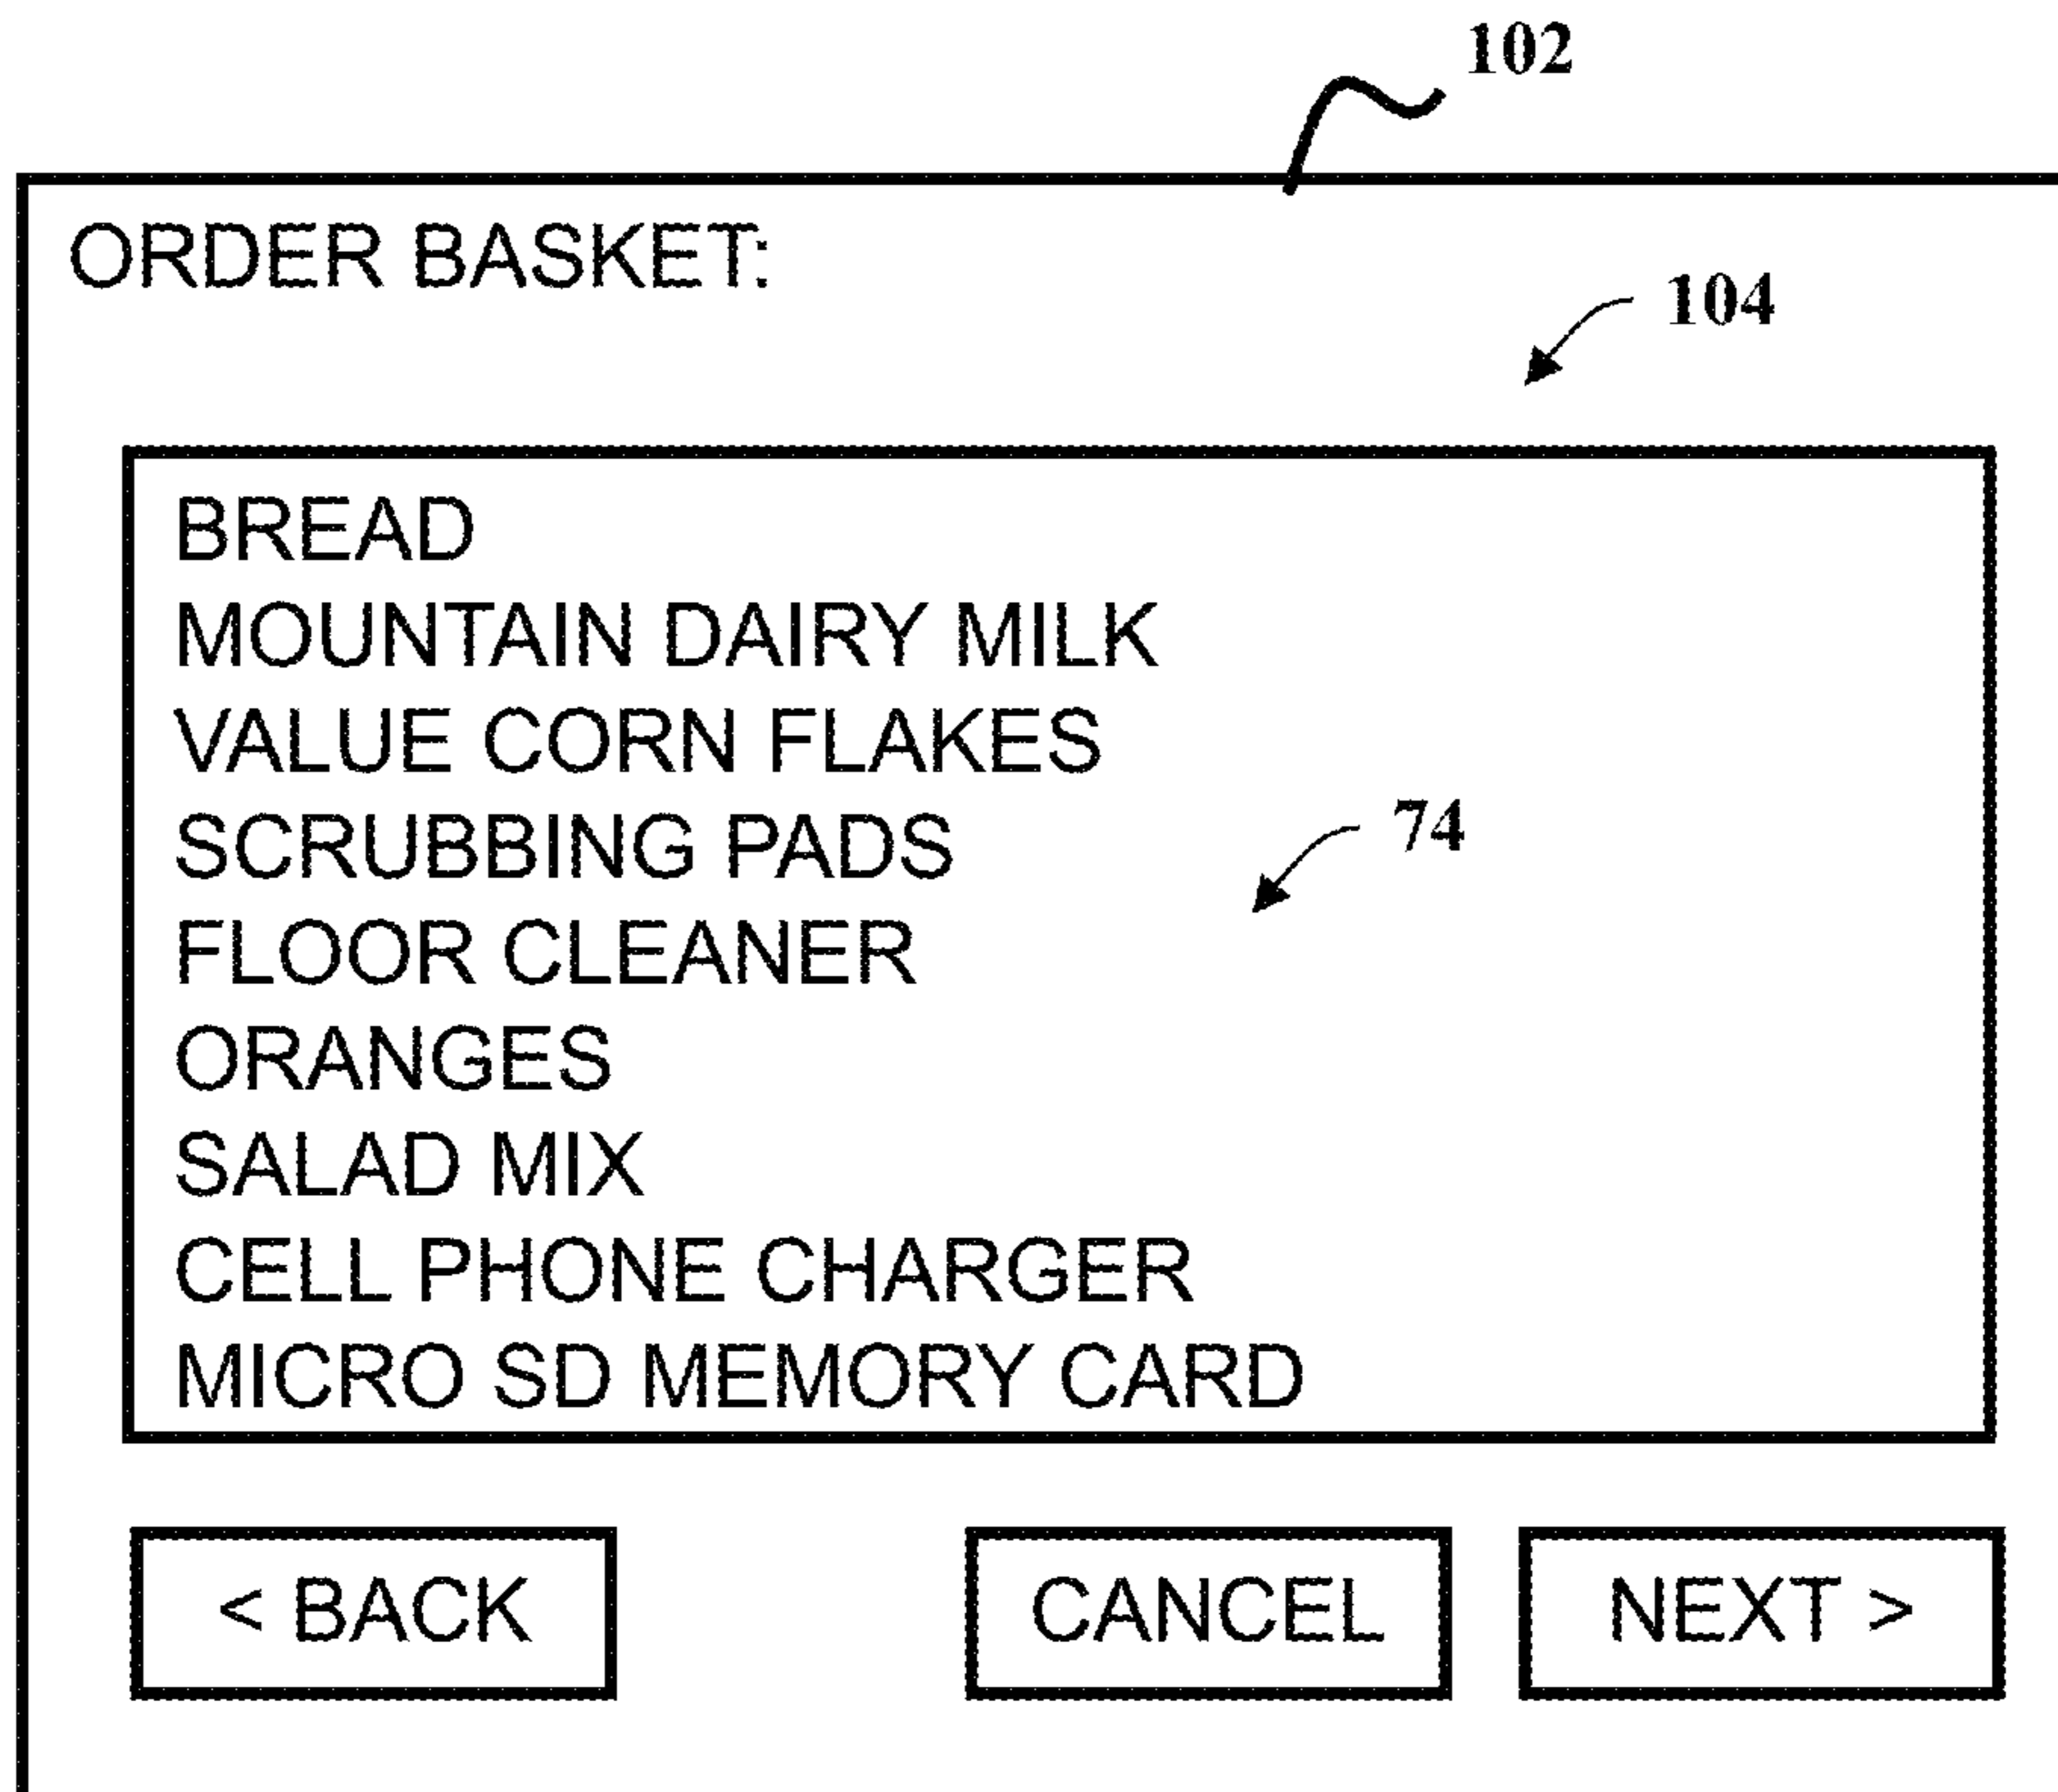 102
ORDER BASKET:
104
BREAD
MOUNTAIN DAIRY MILK
VALUE CORN FLAKES
SCRUBBING PADS
74
FLOOR CLEANER
ORANGES
SALAD MIX
CELL PHONE CHARGER
MICRO SD MEMORY CARD
< BACK
CANCEL
NEXT >